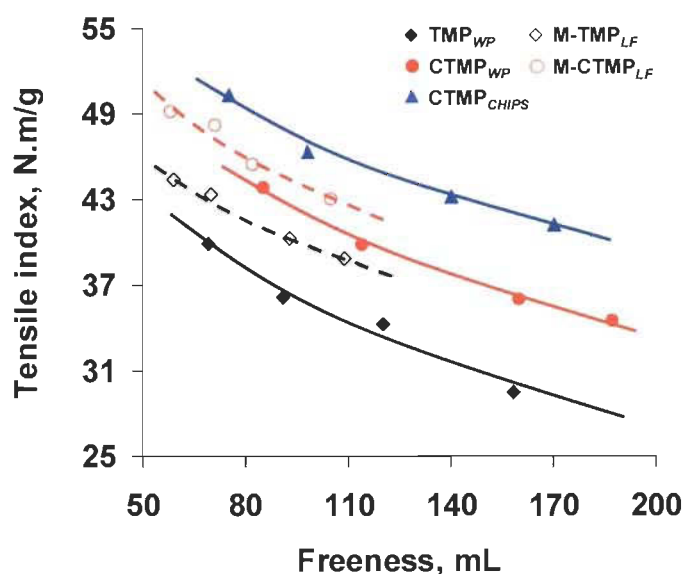 55
49
43
37
31
25
50 80 110 140 170 200
Tensile index, N.m/g
Freeness, mL
TMP_WP M-TMP_LF
CTMP_WP M-CTMP_LF
CTMP_CHIPS